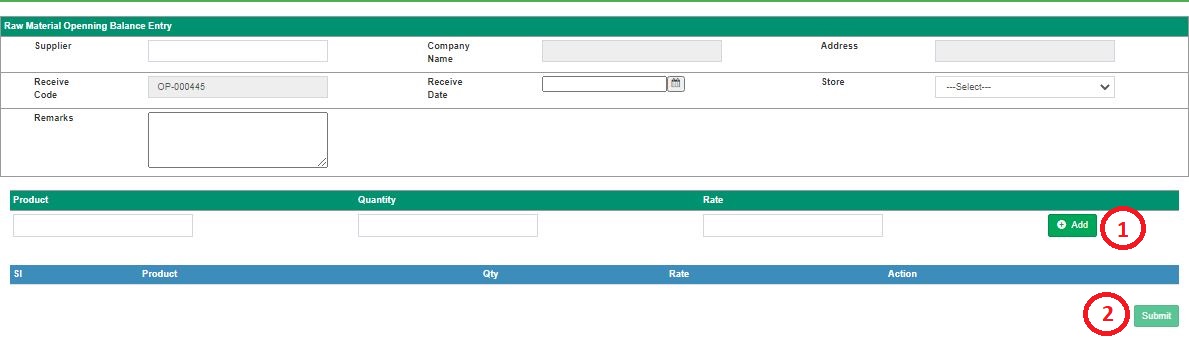 Raw Material Openning Balance Entry
Supplier
Company
Name
Address
Receive
Code
OP-000445
Receive
Date
Store
---Select---
Remarks
Product Quantity Rate
Add
1
Sl Product Qty Rate Action
2
Submit